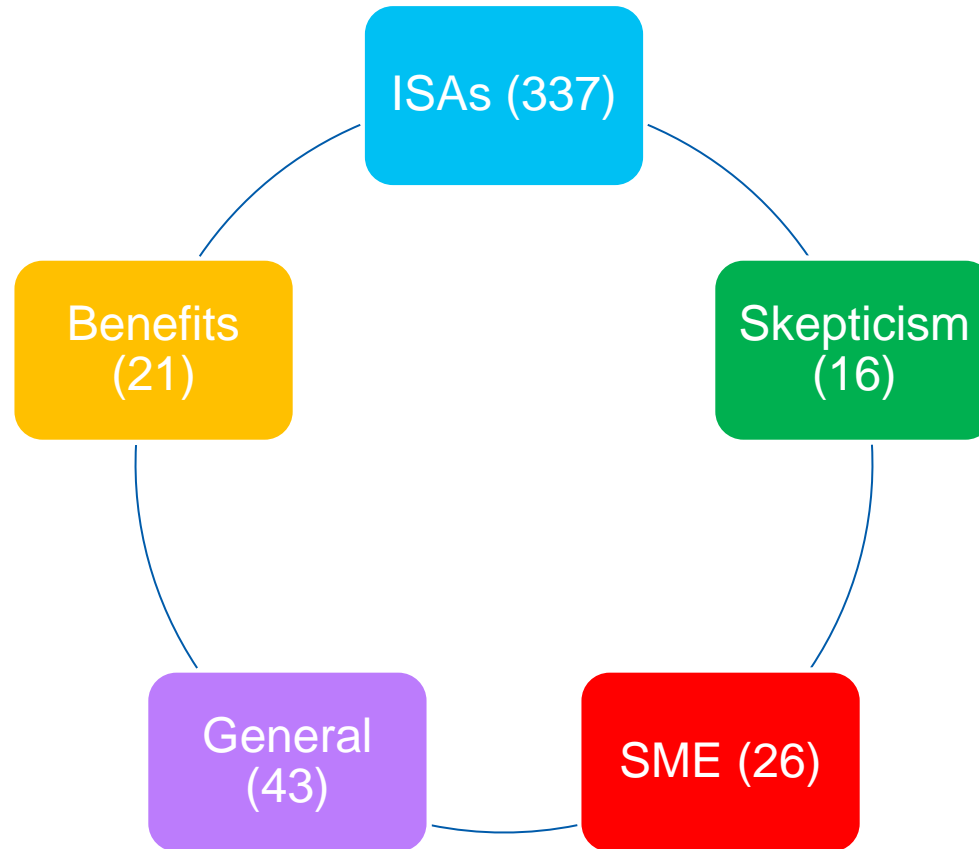 ISAs (337)
Benefits
(21)
Skepticism
(16)
General
(43)
SME (26)